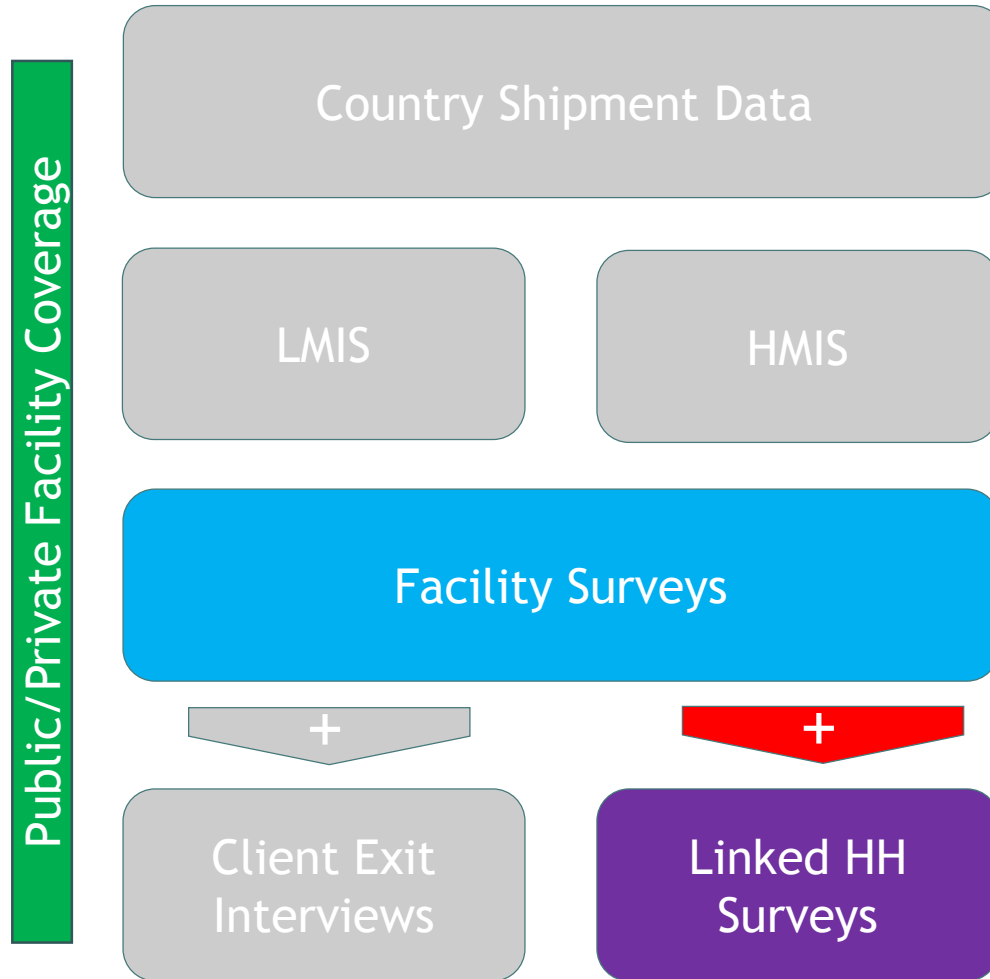 Public/Private Facility Coverage
Country Shipment Data
LMIS
HMIS
Facility Surveys
+
+
Client Exit
Interviews
Linked HH
Surveys